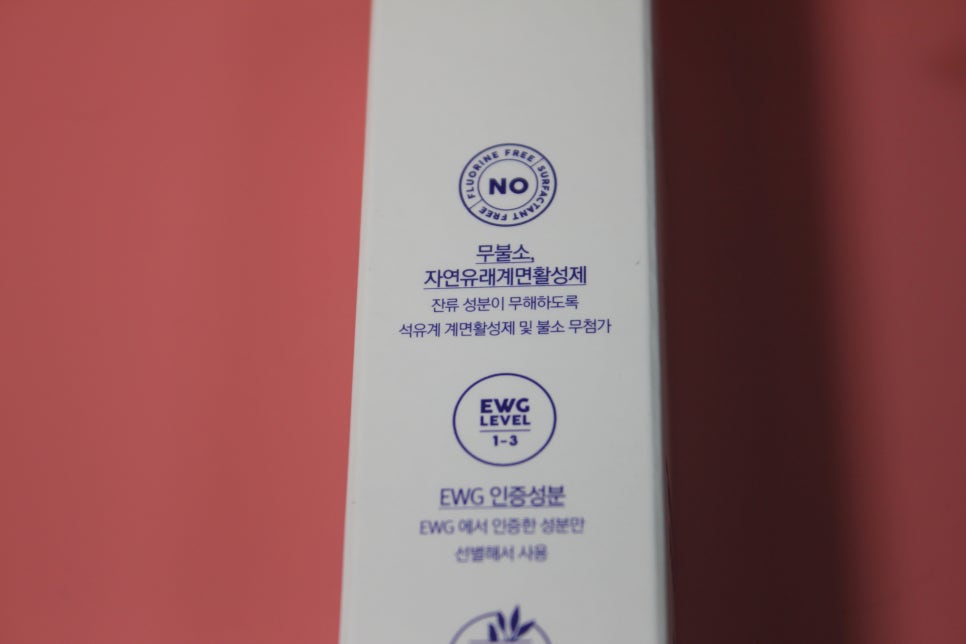 FLUORINE FREE / SURFACTANT FREE /
NO
무불소,
자연유래계면활성제
잔류 성분이 무해하도록
석유계 계면활성제 및 불소 무첨가
EWG
LEVEL
1-3
EWG 인증성분
EWG 에서 인증한 성분만
선별해서 사용